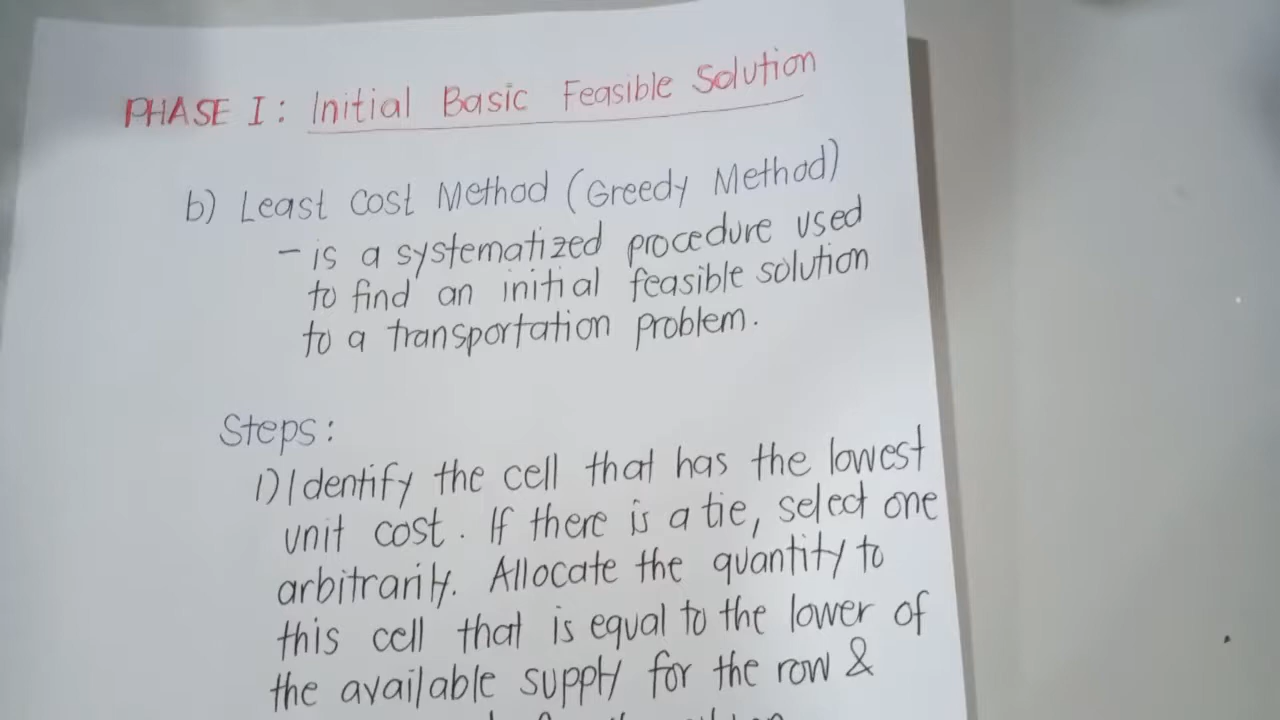 PHASE I: Initial Basic Feasible Solution
b) Least Cost Method (Greedy Method)
- is a systematized procedure used
to find an initial feasible solution
to a transportation problem.
Steps:
1) Identify the cell that has the lowest
unit cost. If there is a tie, select one
arbitrarily. Allocate the quantity to
this cell that is equal to the lower of
the available supply for the row &